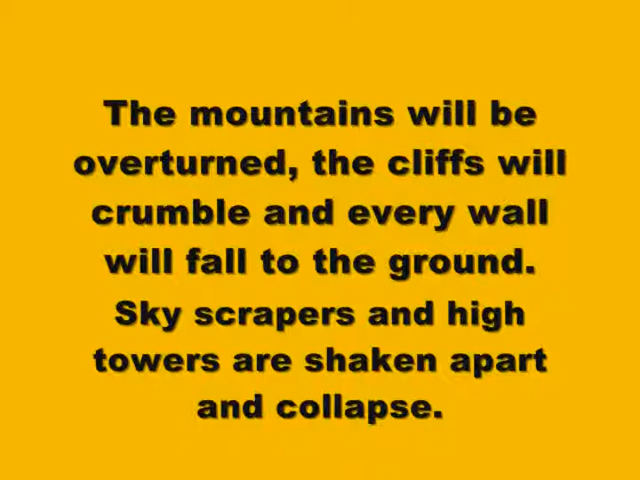 The mountains will be
overturned, the cliffs will
crumble and every wall
will fall to the ground.
Sky scrapers and high
towers are shaken apart
and collapse.